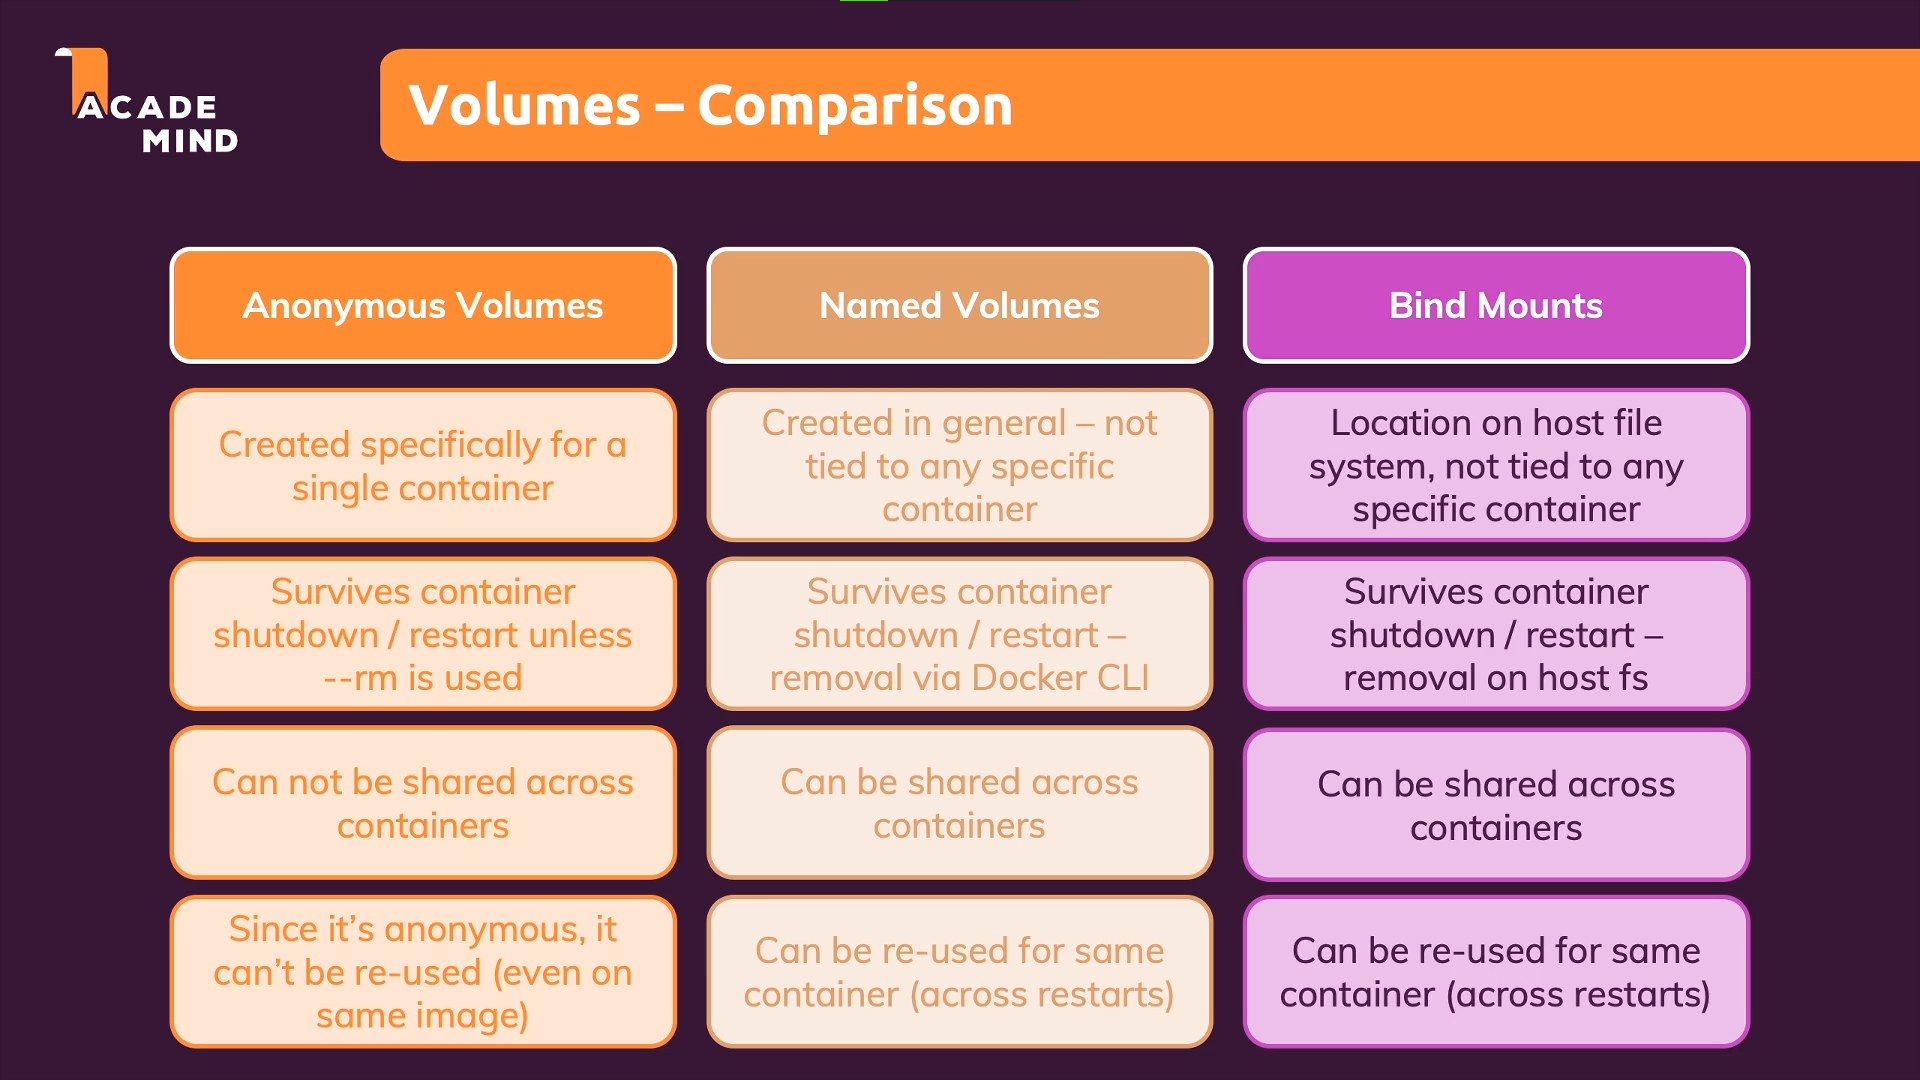 ACADE
MIND
Volumes – Comparison
Anonymous Volumes
Created specifically for a
single container
Survives container
shutdown / restart unless
--rm is used
Can not be shared across
containers
Since it’s anonymous, it
can’t be re-used (even on
same image)
Named Volumes
Created in general – not
tied to any specific
container
Survives container
shutdown / restart –
removal via Docker CLI
Can be shared across
containers
Can be re-used for same
container (across restarts)
Bind Mounts
Location on host file
system, not tied to any
specific container
Survives container
shutdown / restart –
removal on host fs
Can be shared across
containers
Can be re-used for same
container (across restarts)